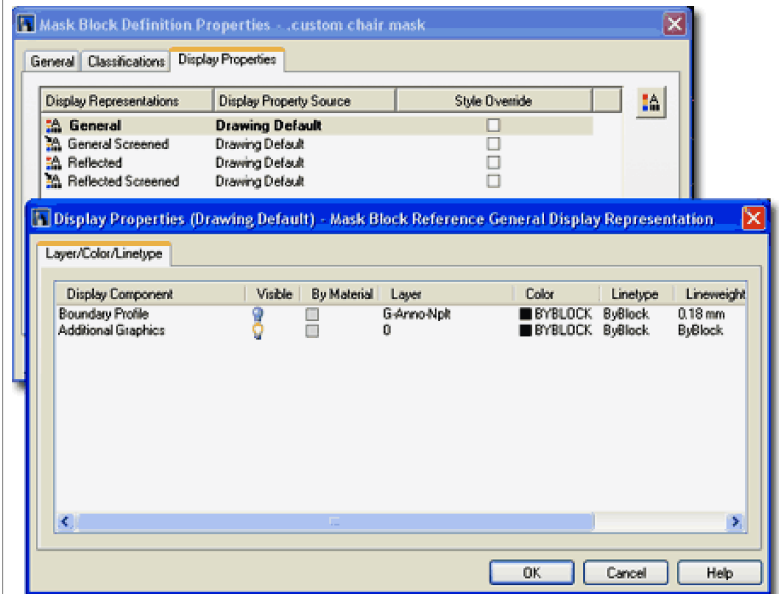 Mask Block Definition Properties - .custom chair mask
General Classifications Display Properties
Display Representations Display Property Source Style Override
General Drawing Default
General Screened Drawing Default
Reflected Drawing Default
Reflected Screened Drawing Default
Display Properties (Drawing Default) - Mask Block Reference General Display Representation
Layer/Color/Linetype
Display Component Visible By Material Layer Color Linetype Lineweight
Boundary Profile G-Anno-Nplt BYBLOCK ByBlock 0.18 mm
Additional Graphics 0 BYBLOCK ByBlock ByBlock
OK Cancel Help